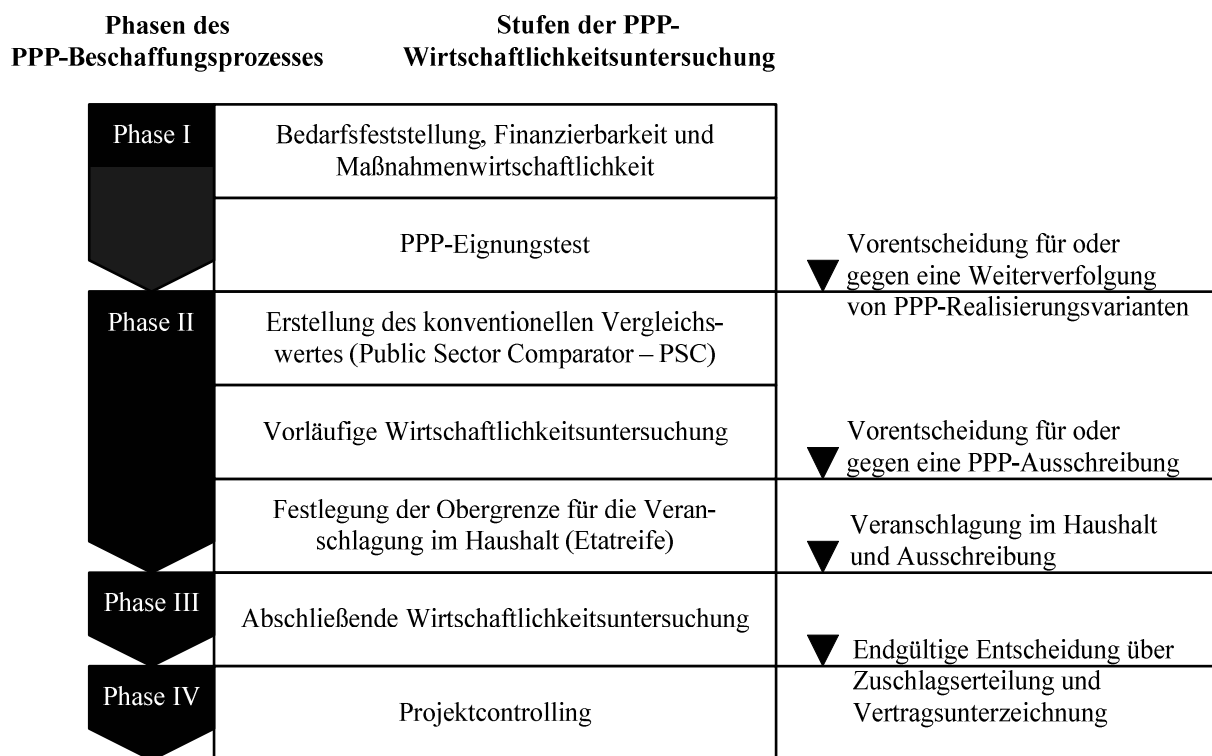 Phasen des
PPP-Beschaffungsprozesses
Stufen der PPP-
Wirtschaftlichkeitsuntersuchung
Phase I
Bedarfsfeststellung, Finanzierbarkeit und
Maßnahmenwirtschaftlichkeit
PPP-Eignungstest
Vorentscheidung für oder
gegen eine Weiterverfolgung
von PPP-Realisierungsvarianten
Phase II
Erstellung des konventionellen Vergleichs-
wertes (Public Sector Comparator – PSC)
Vorläufige Wirtschaftlichkeitsuntersuchung
Vorentscheidung für oder
gegen eine PPP-Ausschreibung
Festlegung der Obergrenze für die Veran-
schlagung im Haushalt (Etatreife)
Veranschlagung im Haushalt
und Ausschreibung
Phase III
Abschließende Wirtschaftlichkeitsuntersuchung
Endgültige Entscheidung über
Zuschlagserteilung und
Vertragsunterzeichnung
Phase IV
Projektcontrolling